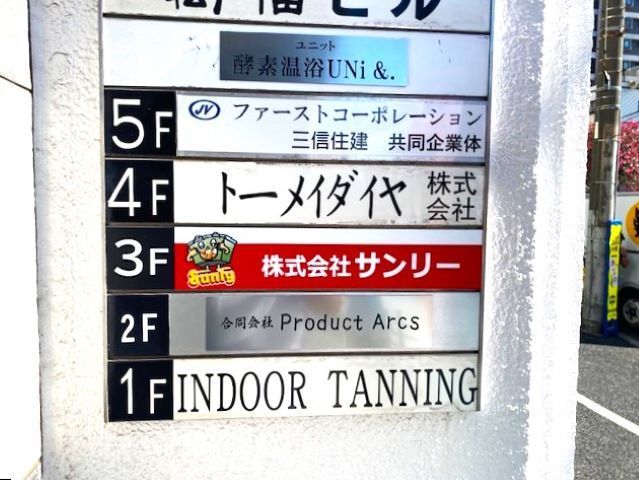 ビル
ユニット
酵素温浴UNi &.
5F
JV
ファーストコーポレーション
三信住建 共同企業体
4F
トーメイダイヤ
株式
会社
3F
Sunly
株式会社サンリー
2F
合同会社 Product Arcs
1F
INDOOR TANNING